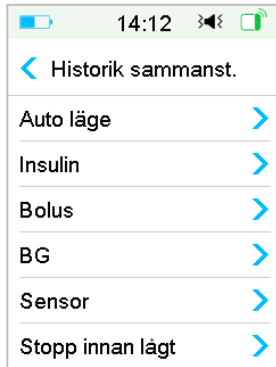 14:12
Historik sammanst.
Auto läge
Insulin
Bolus
BG
Sensor
Stopp innan lågt